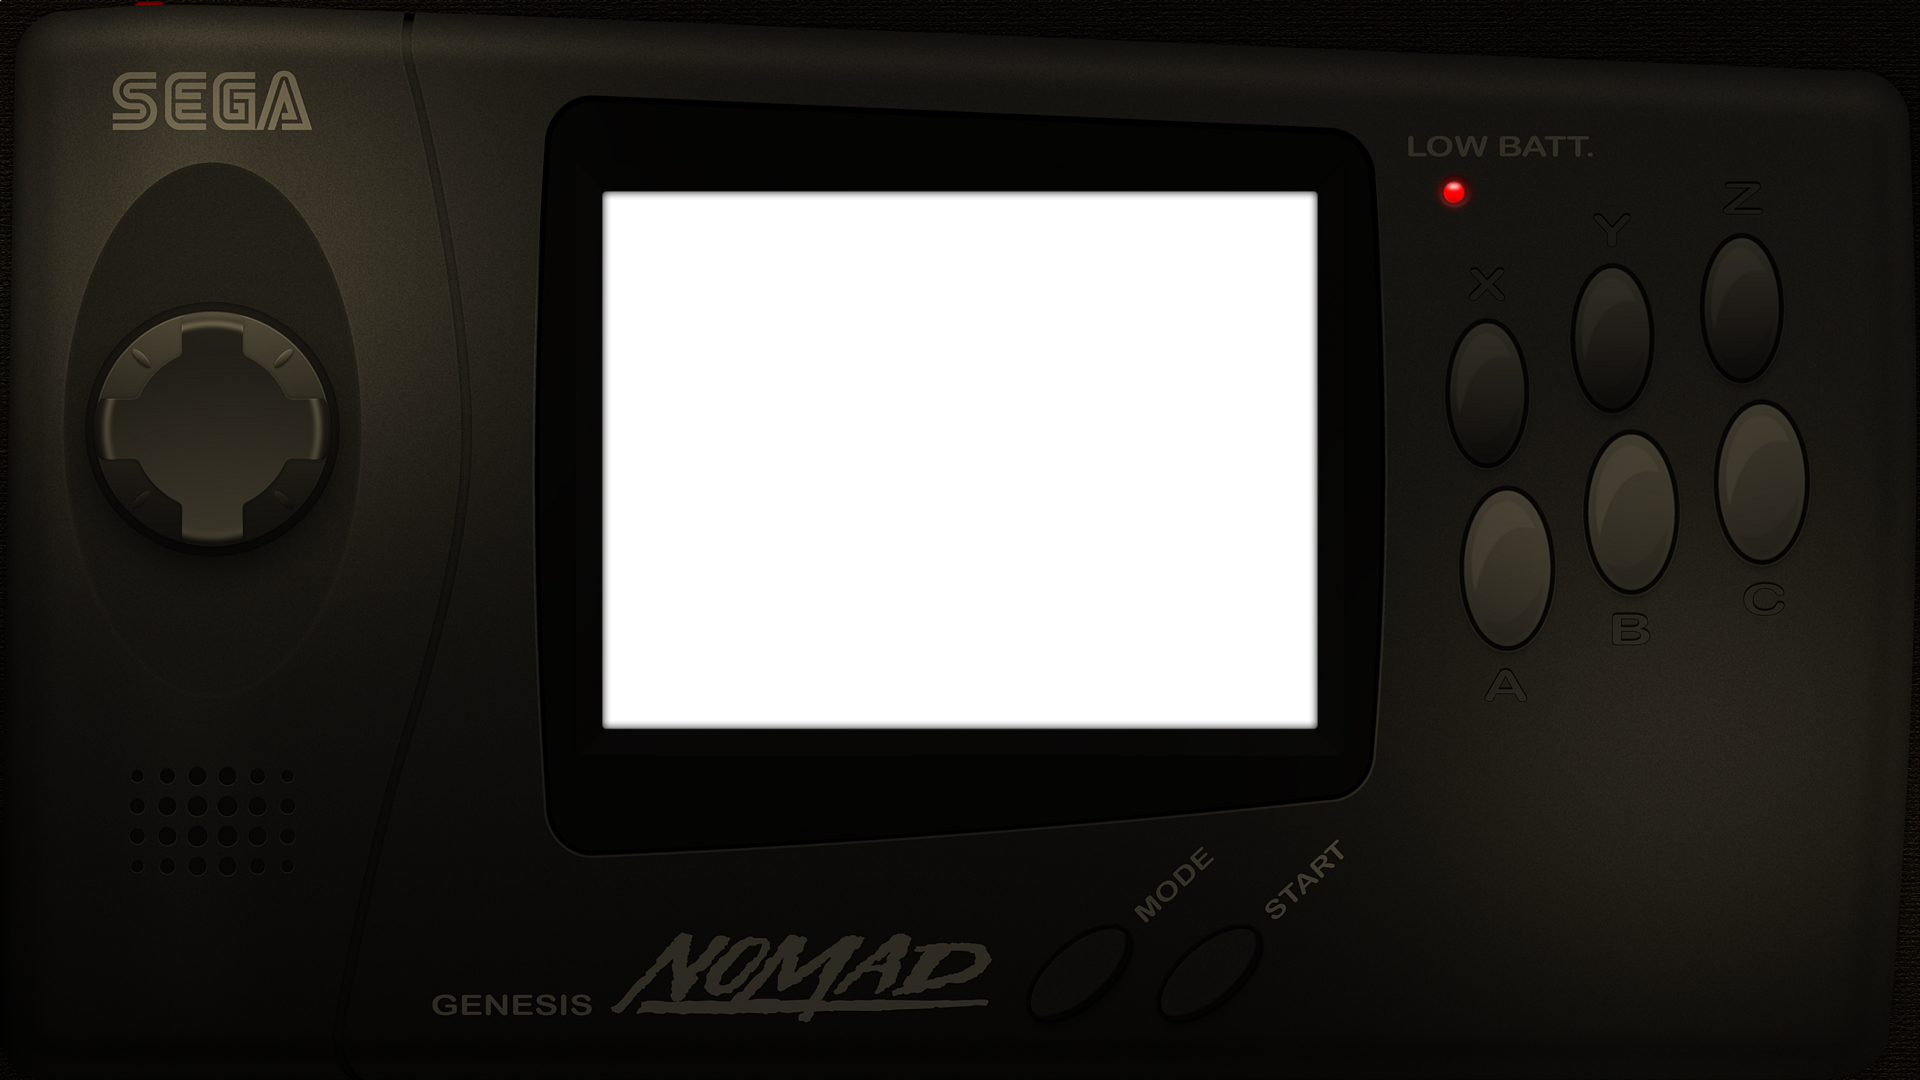 SEGA
LOW BATT.
X
Y
Z
A
B
C
MODE
START
GENESIS
NOMAD